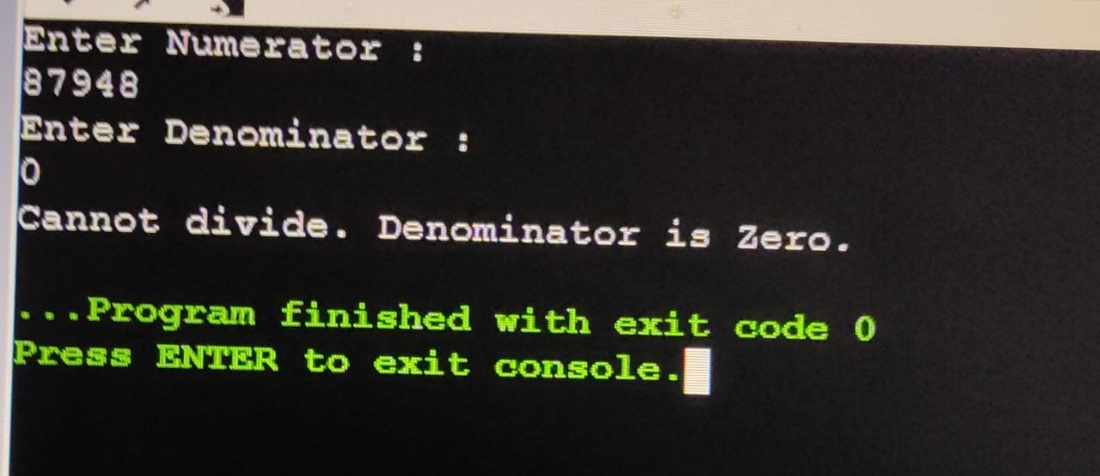 Enter Numerator :
87948
Enter Denominator :
0
Cannot divide. Denominator is Zero.
...Program finished with exit code 0
Press ENTER to exit console.